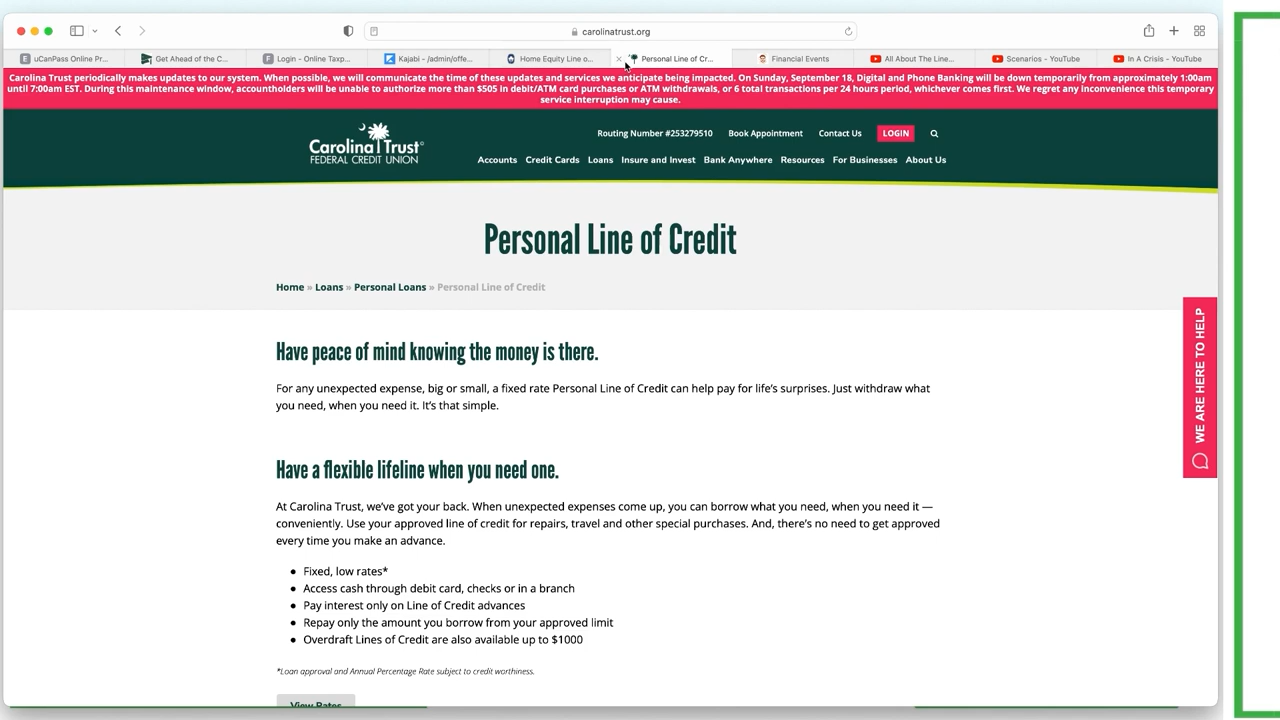 carolinatrust.org
uCanPass Online Pr...
Get Ahead of the C...
Login - Online Taxp...
Kajabi - /admin/offe...
Home Equity Line o...
Personal Line of Cr...
Financial Events
All About The Line...
Scenarios - YouTube
In A Crisis - YouTube
Carolina Trust periodically makes updates to our system. When possible, we will communicate the time of these updates and services we anticipate being impacted. On Sunday, September 18, Digital and Phone Banking will be down temporarily from approximately 1:00am
until 7:00am EST. During this maintenance window, accountholders will be unable to authorize more than $505 in debit/ATM card purchases or ATM withdrawals, or 6 total transactions per 24 hours period, whichever comes first. We regret any inconvenience this temporary
service interruption may cause.
Carolina Trust
FEDERAL CREDIT UNION
Routing Number #253279510 Book Appointment Contact Us LOGIN
Accounts Credit Cards Loans Insure and Invest Bank Anywhere Resources For Businesses About Us
Personal Line of Credit
Home » Loans » Personal Loans » Personal Line of Credit
Have peace of mind knowing the money is there.
For any unexpected expense, big or small, a fixed rate Personal Line of Credit can help pay for life's surprises. Just withdraw what
you need, when you need it. It's that simple.
Have a flexible lifeline when you need one.
At Carolina Trust, we've got your back. When unexpected expenses come up, you can borrow what you need, when you need it —
conveniently. Use your approved line of credit for repairs, travel and other special purchases. And, there's no need to get approved
every time you make an advance.
• Fixed, low rates*
• Access cash through debit card, checks or in a branch
• Pay interest only on Line of Credit advances
• Repay only the amount you borrow from your approved limit
• Overdraft Lines of Credit are also available up to $1000
*Loan approval and Annual Percentage Rate subject to credit worthiness.
View Rates
WE ARE HERE TO HELP